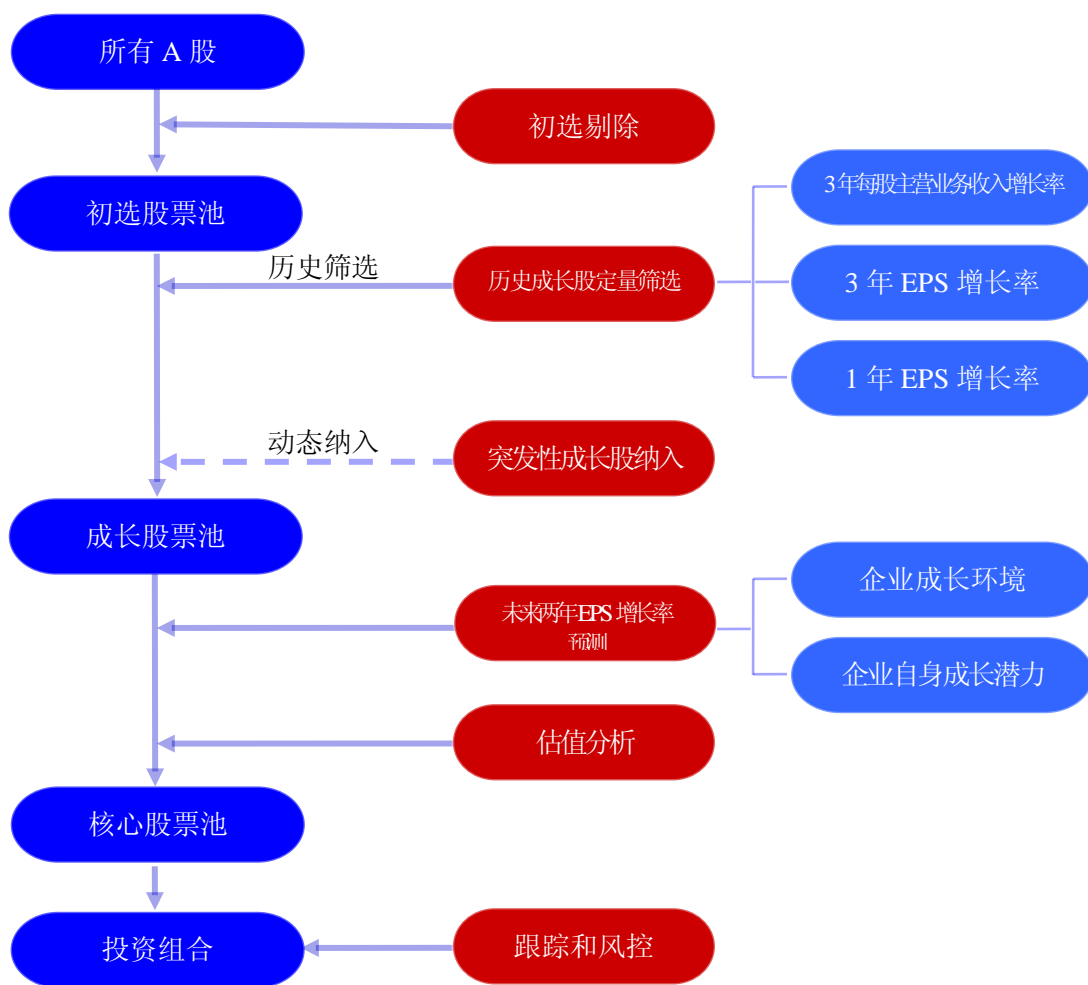 所有 A 股
初选剔除
3年每股主营业务收入增长率
初选股票池
历史筛选
历史成长股定量筛选
3 年 EPS 增长率
1 年 EPS 增长率
动态纳入
突发性成长股纳入
成长股票池
企业成长环境
未来两年EPS 增长率
预测
企业自身成长潜力
估值分析
核心股票池
投资组合
跟踪和风控